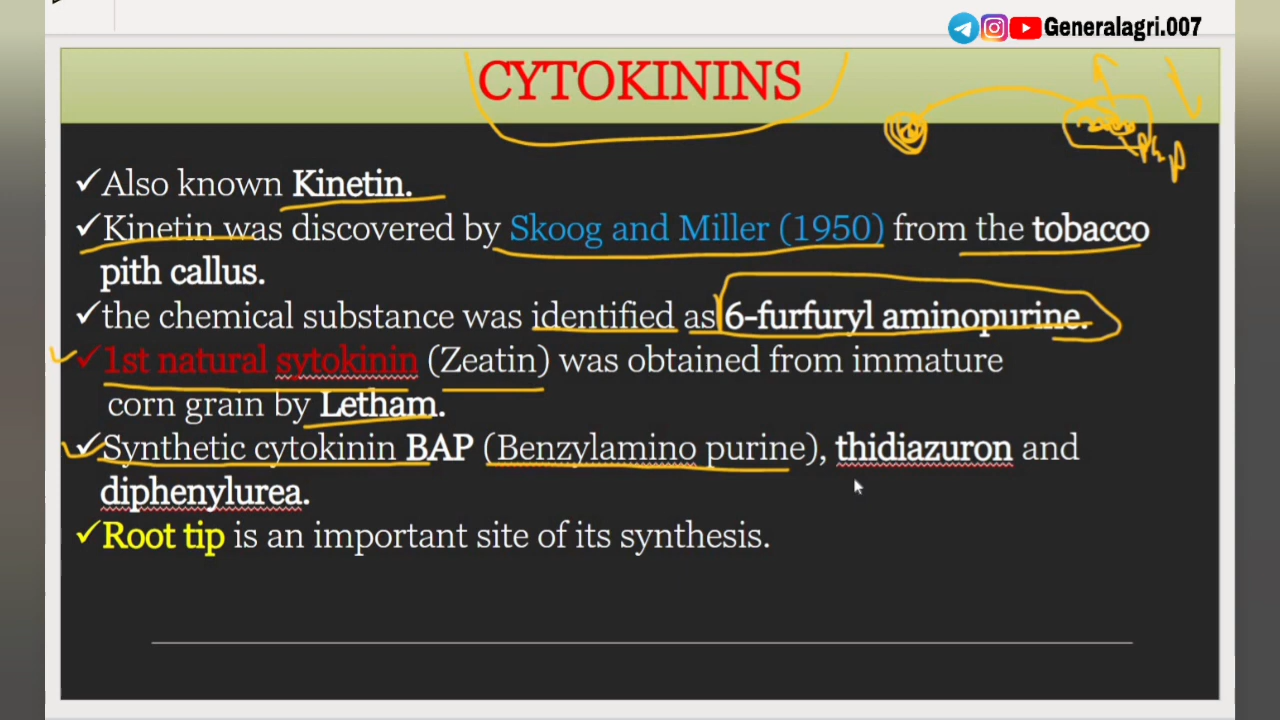 Generalagri.007
CYTOKININS
✓Also known Kinetin.
✓Kinetin was discovered by Skoog and Miller (1950) from the tobacco
pith callus.
✓the chemical substance was identified as 6-furfuryl aminopurine.
✓1st natural sytokinin (Zeatin) was obtained from immature
corn grain by Letham.
✓Synthetic cytokinin BAP (Benzylamino purine), thidiazuron and
diphenylurea.
✓Root tip is an important site of its synthesis.